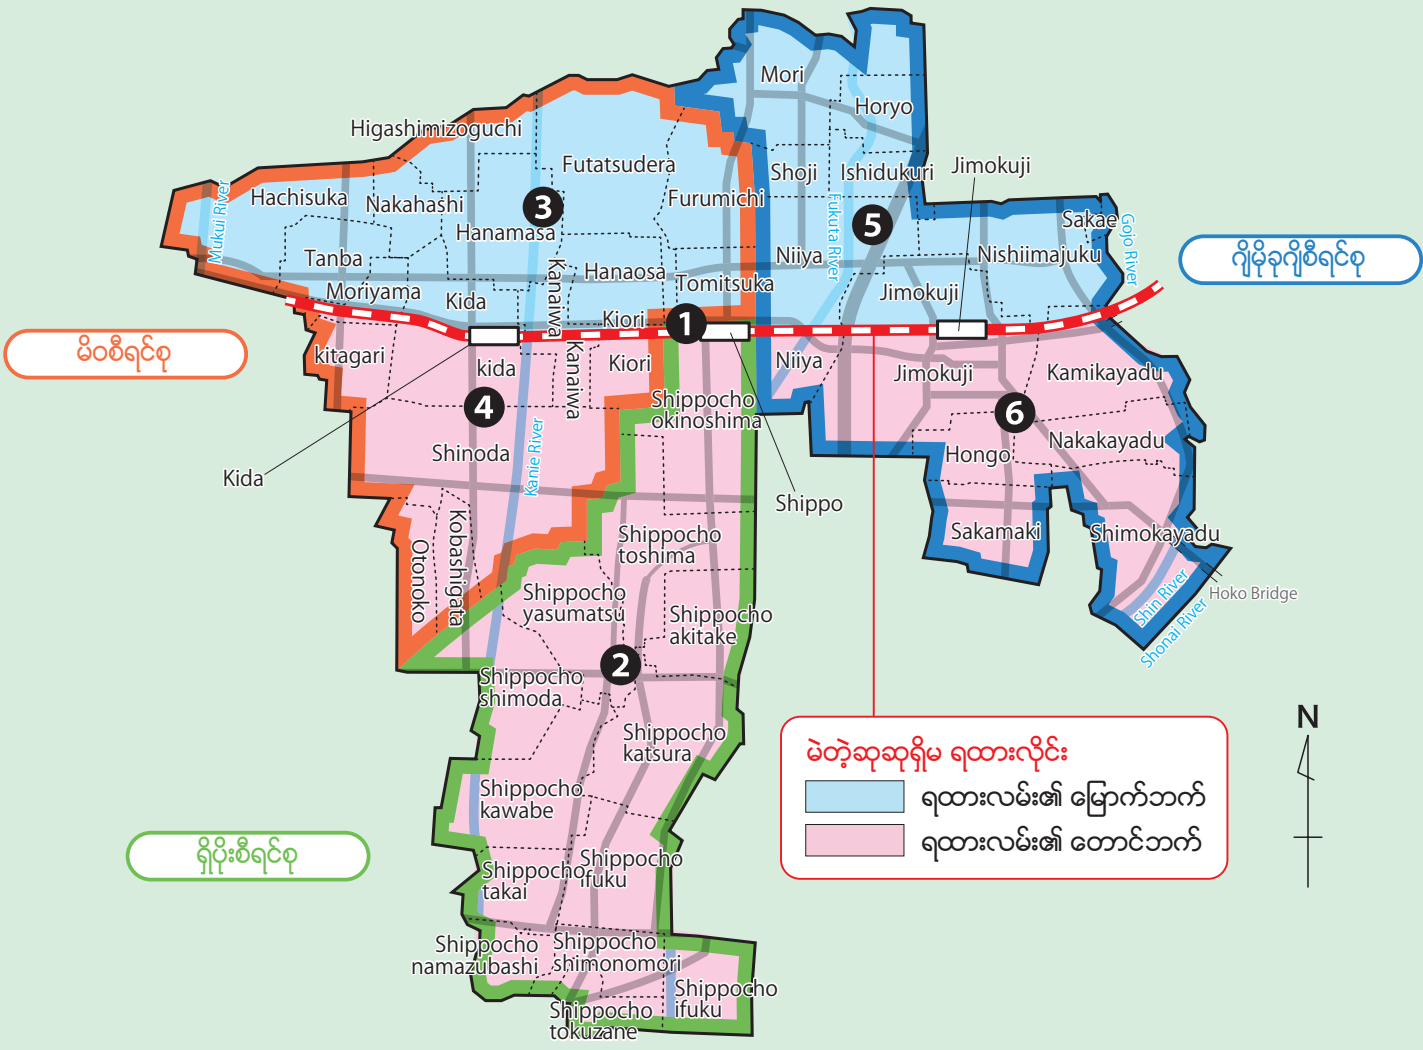 Mori
Horyo
Higashimizoguchi
Futatsudera
Shoji
Ishidukuri
Jimokuji
Hachisuka
Nakahashi
Furumichi
3
5
Mukui River
Fukuta River
Sakae
Gojo River
Hanamasa
Tanba
Hanaosa
Niiya
Nishiimajuku
ဂျိမိုခုဂျိစီရင်စု
Moriyama
Kida
Kanaiwa
Tomitsuka
Jimokuji
Kiori
1
မိဝစီရင်စု
kitagari
kida
Kanaiwa
Kiori
Niiya
Jimokuji
Kamikayadu
4
Shippocho
okinoshima
6
Shinoda
Kanie River
Hongo
Nakakayadu
Kida
Shippo
Otonoko
Kobashigata
Shippocho
toshima
Sakamaki
Shimokayadu
Shippocho
yasumatsu
Shippocho
akitake
Shin River
Shonai River
Hoko Bridge
2
Shippocho
shimoda
Shippocho
katsura
N
မဲတဲ့ဆုဆုရှိမ ရထားလိုင်း
ရထားလမ်း၏ မြောက်ဘက်
ရထားလမ်း၏ တောင်ဘက်
Shippocho
kawabe
ရှိပိုးစီရင်စု
Shippocho
takai
Shippocho
ifuku
Shippocho
namazubashi
Shippocho
shimonomori
Shippocho
ifuku
Shippocho
tokuzane